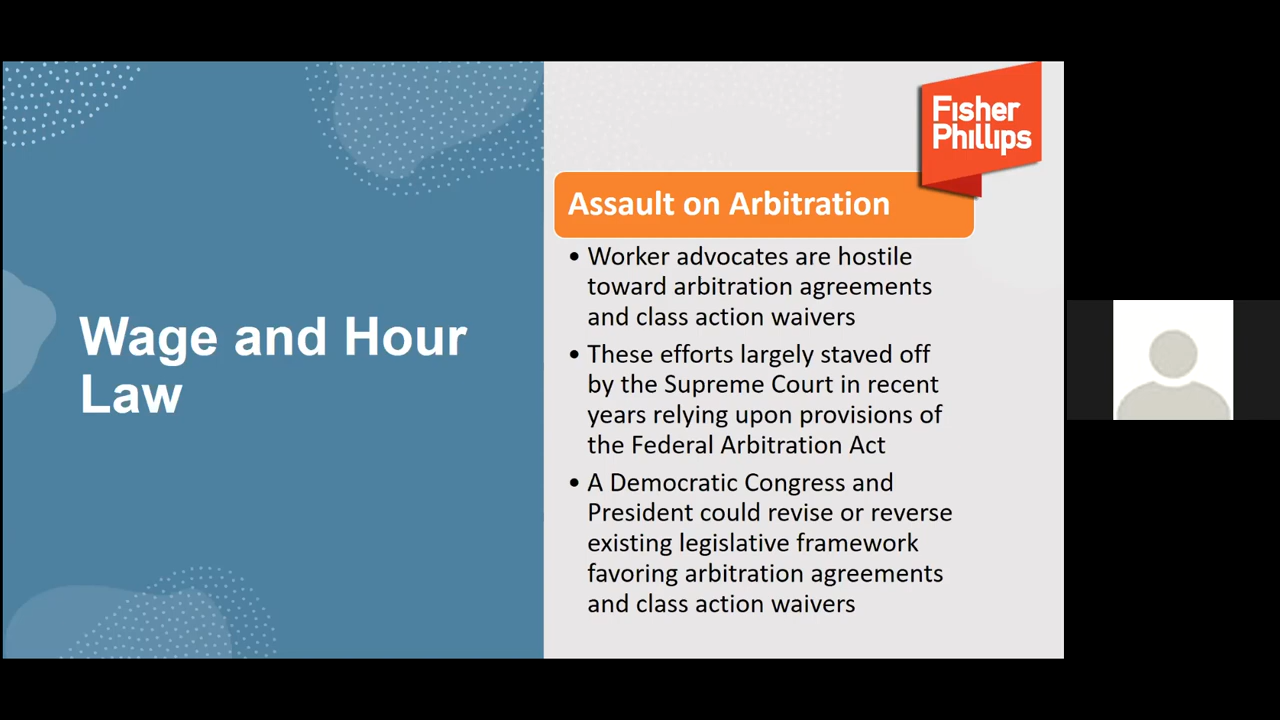 Fisher
Phillips
Assault on Arbitration
Wage and Hour
Law
• Worker advocates are hostile
toward arbitration agreements
and class action waivers
• These efforts largely staved off
by the Supreme Court in recent
years relying upon provisions of
the Federal Arbitration Act
• A Democratic Congress and
President could revise or reverse
existing legislative framework
favoring arbitration agreements
and class action waivers